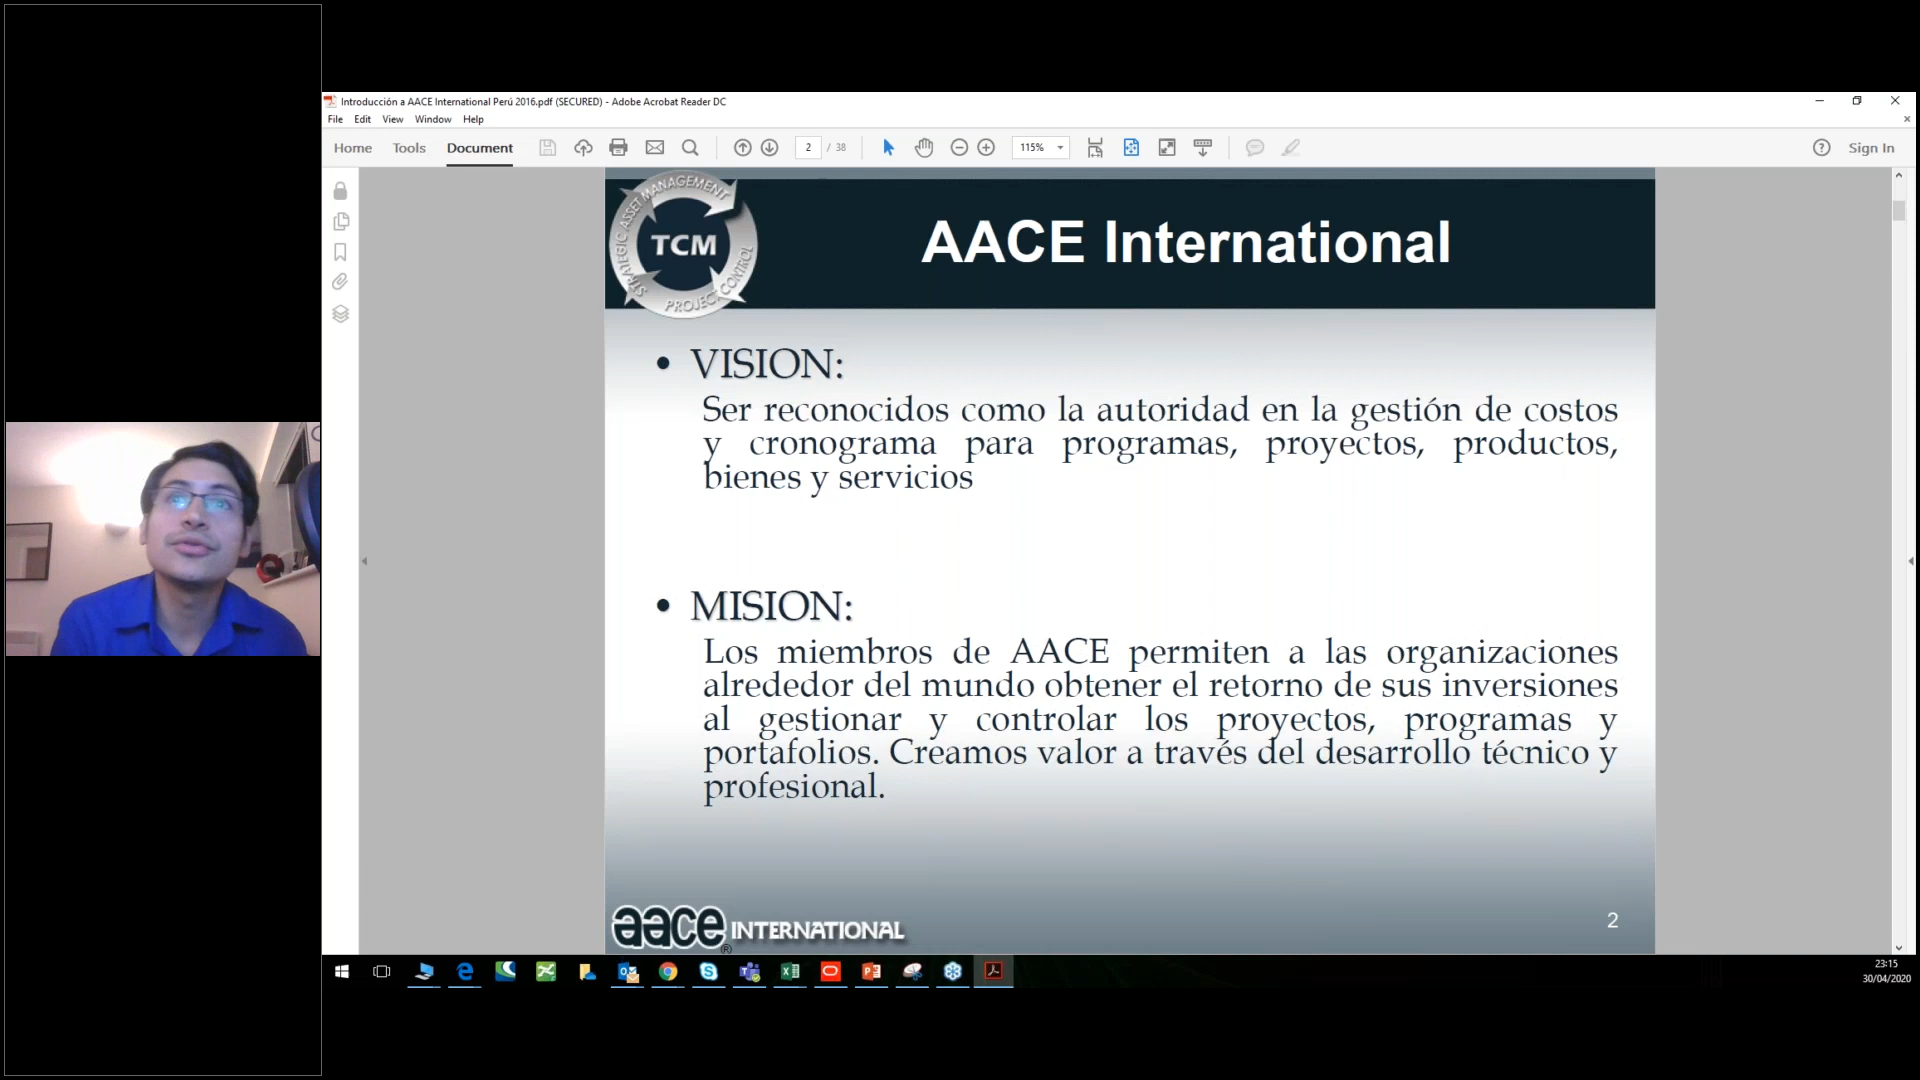 Introducción a AACE International Perú 2016.pdf (SECURED) - Adobe Acrobat Reader DC
File Edit View Window Help
Home Tools Document 2 / 38 115% Sign In
STRATEGIC ASSET MANAGEMENT
TCM
PROJECT CONTROL
AACE International
• VISION:
Ser reconocidos como la autoridad en la gestión de costos
y cronograma para programas, proyectos, productos,
bienes y servicios
• MISION:
Los miembros de AACE permiten a las organizaciones
alrededor del mundo obtener el retorno de sus inversiones
al gestionar y controlar los proyectos, programas y
portafolios. Creamos valor a través del desarrollo técnico y
profesional.
aace INTERNATIONAL
®
2
23:15
30/04/2020